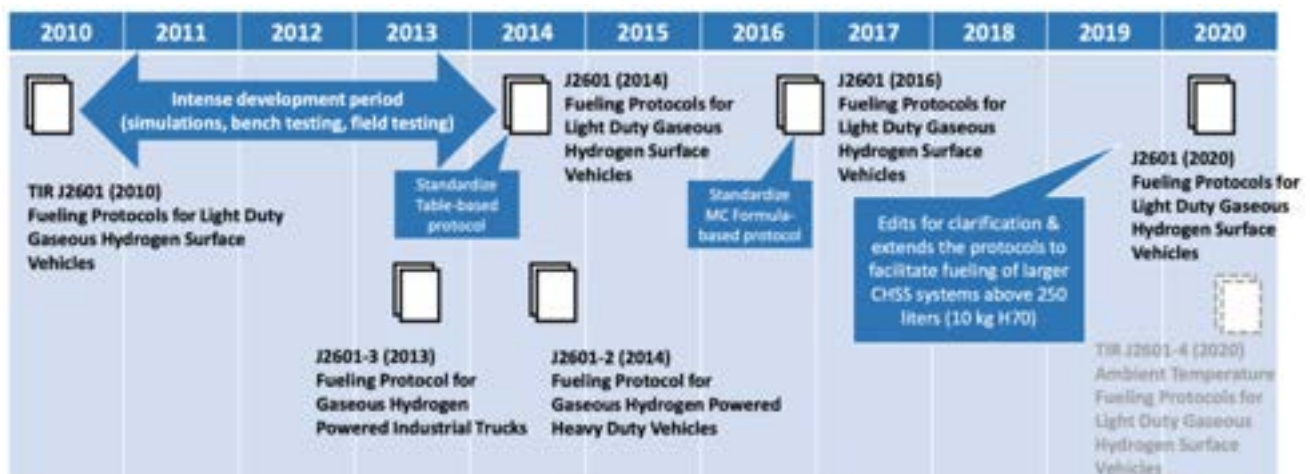 2010 2011 2012 2013 2014 2015 2016 2017 2018 2019 2020
Intense development period
(simulations, bench testing, field testing)
TIR J2601 (2010)
Fueling Protocols for Light Duty
Gaseous Hydrogen Surface
Vehicles
Standardize
Table-based
protocol
J2601 (2014)
Fueling Protocols for
Light Duty Gaseous
Hydrogen Surface
Vehicles
Standardize
MC Formula-
based protocol
J2601 (2016)
Fueling Protocols for
Light Duty Gaseous
Hydrogen Surface
Vehicles
Edits for clarification &
extends the protocols to
facilitate fueling of larger
CHSS systems above 250
liters (10 kg H70)
J2601 (2020)
Fueling Protocols for
Light Duty Gaseous
Hydrogen Surface
Vehicles
J2601-3 (2013)
Fueling Protocol for
Gaseous Hydrogen
Powered Industrial Trucks
J2601-2 (2014)
Fueling Protocol for
Gaseous Hydrogen Powered
Heavy Duty Vehicles
TIR J2601-4 (2020)
Ambient Temperature
Fueling Protocols for
Light Duty Gaseous
Hydrogen Surface
Vehicles